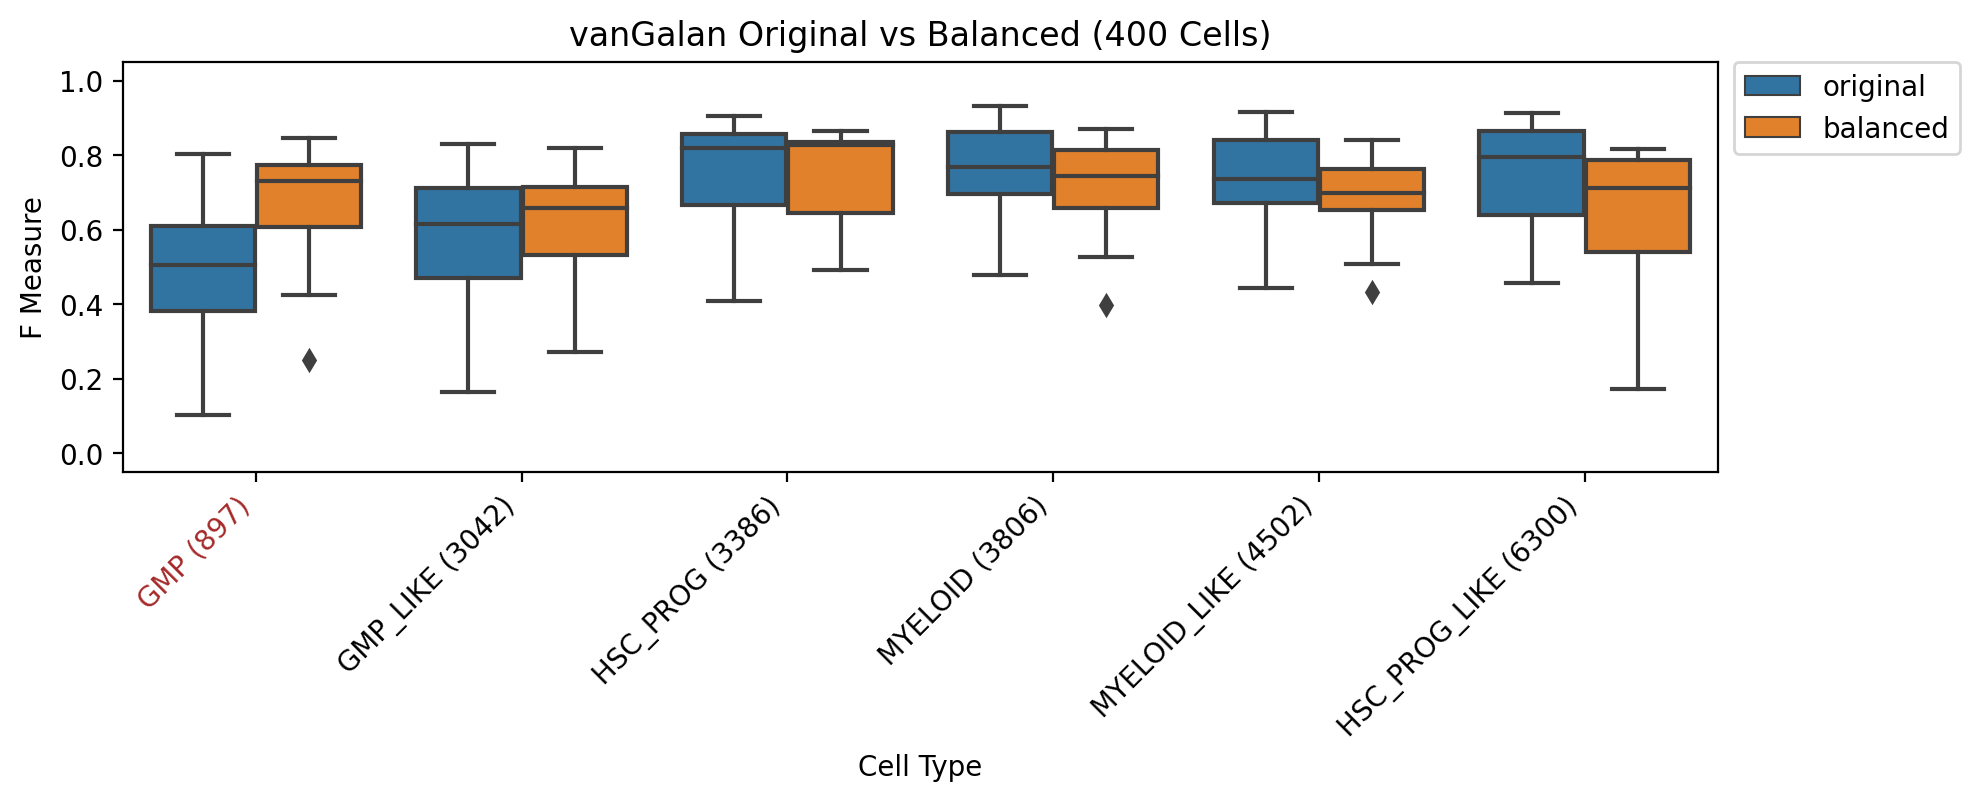 vanGalan Original vs Balanced (400 Cells)
original
balanced
F Measure
1.0
0.8
0.6
0.4
0.2
0.0
GMP (897)
GMP_LIKE (3042)
HSC_PROG (3386)
MYELOID (3806)
MYELOID_LIKE (4502)
HSC_PROG_LIKE (6300)
Cell Type